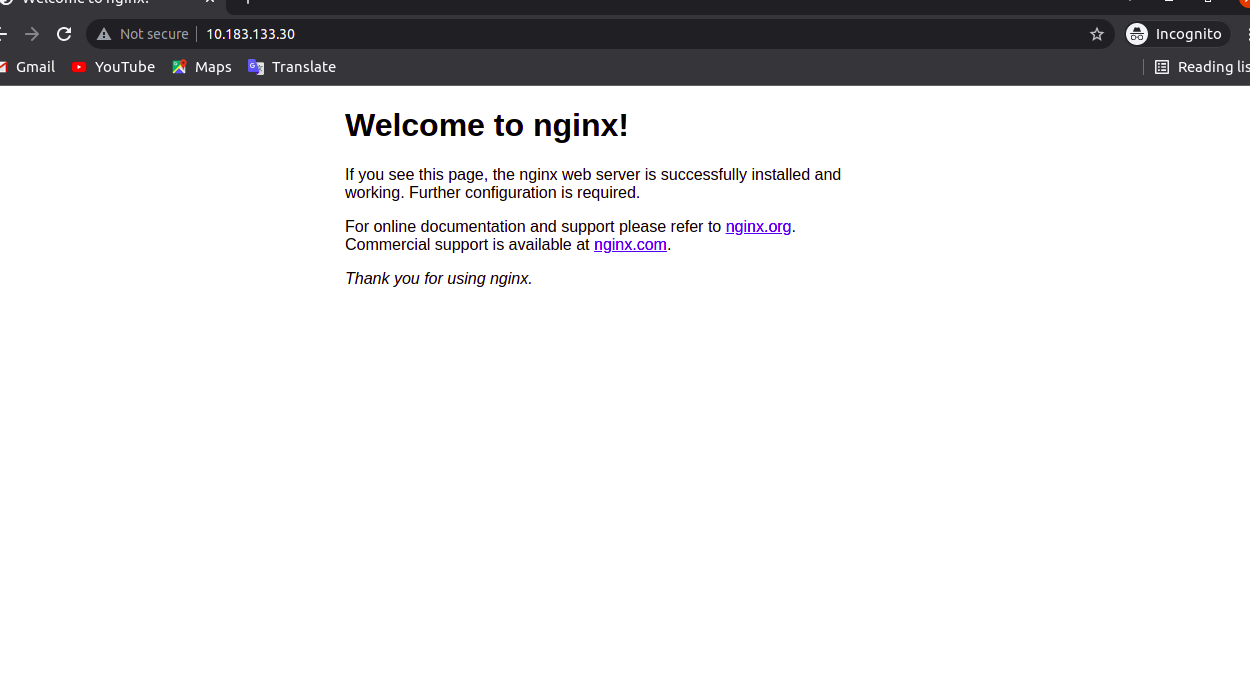 Welcome to nginx!
Not secure 10.183.133.30 Incognito
Gmail YouTube Maps Translate Reading lis
Welcome to nginx!
If you see this page, the nginx web server is successfully installed and
working. Further configuration is required.
For online documentation and support please refer to nginx.org.
Commercial support is available at nginx.com.
Thank you for using nginx.